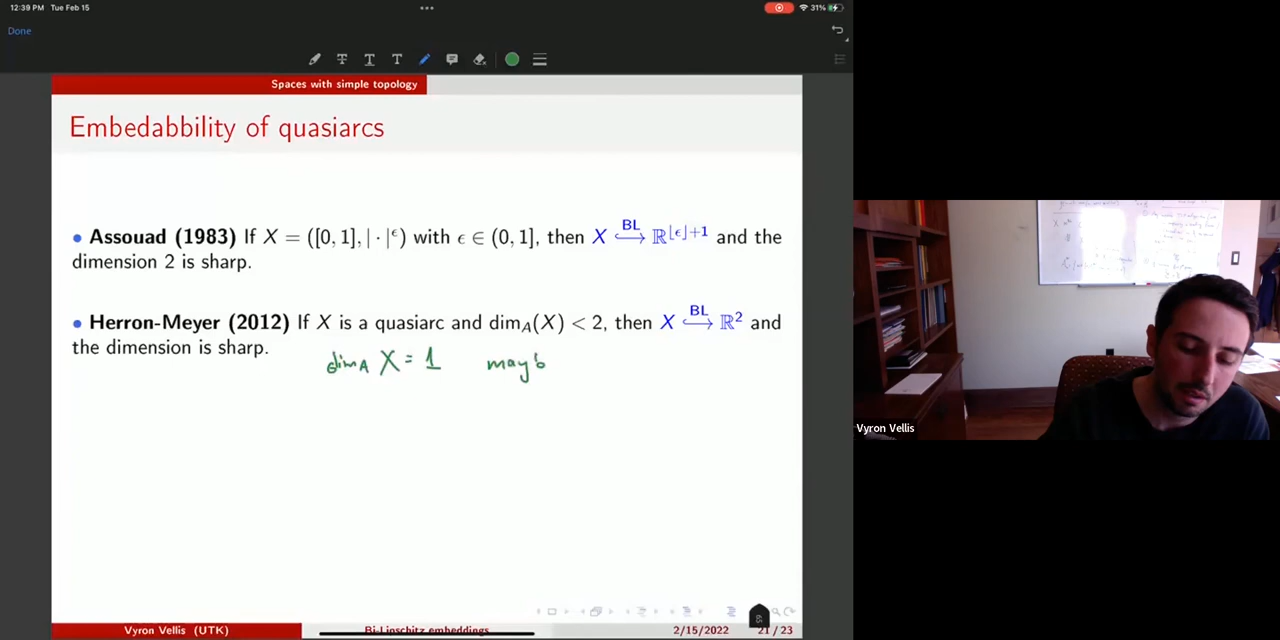 12:39 PM Tue Feb 15
31%
Done
Spaces with simple topology
Embedabbility of quasiarcs
• Assouad (1983) If X = ([0, 1], | · |^ϵ) with ϵ ∈ (0, 1], then X BL↪ ℝ^{⌊ϵ⌋+1} and the
dimension 2 is sharp.
• Herron-Meyer (2012) If X is a quasiarc and dim_A(X) < 2, then X BL↪ ℝ^2 and
the dimension is sharp.
dim_A X = 1 mayb
Vyron Vellis
65
Vyron Vellis (UTK) Bi-Lipschitz embeddings 2/15/2022 21 / 23